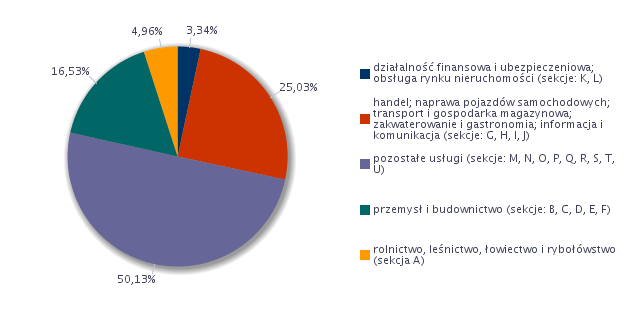 4,96%
3,34%
16,53%
25,03%
50,13%
działalność finansowa i ubezpieczeniowa;
obsługa rynku nieruchomości (sekcje: K, L)
handel; naprawa pojazdów samochodowych;
transport i gospodarka magazynowa;
zakwaterowanie i gastronomia; informacja i
komunikacja (sekcje: G, H, I, J)
pozostałe usługi (sekcje: M, N, O, P, Q, R, S, T,
U)
przemysł i budownictwo (sekcje: B, C, D, E, F)
rolnictwo, leśnictwo, łowiectwo i rybołówstwo
(sekcja A)